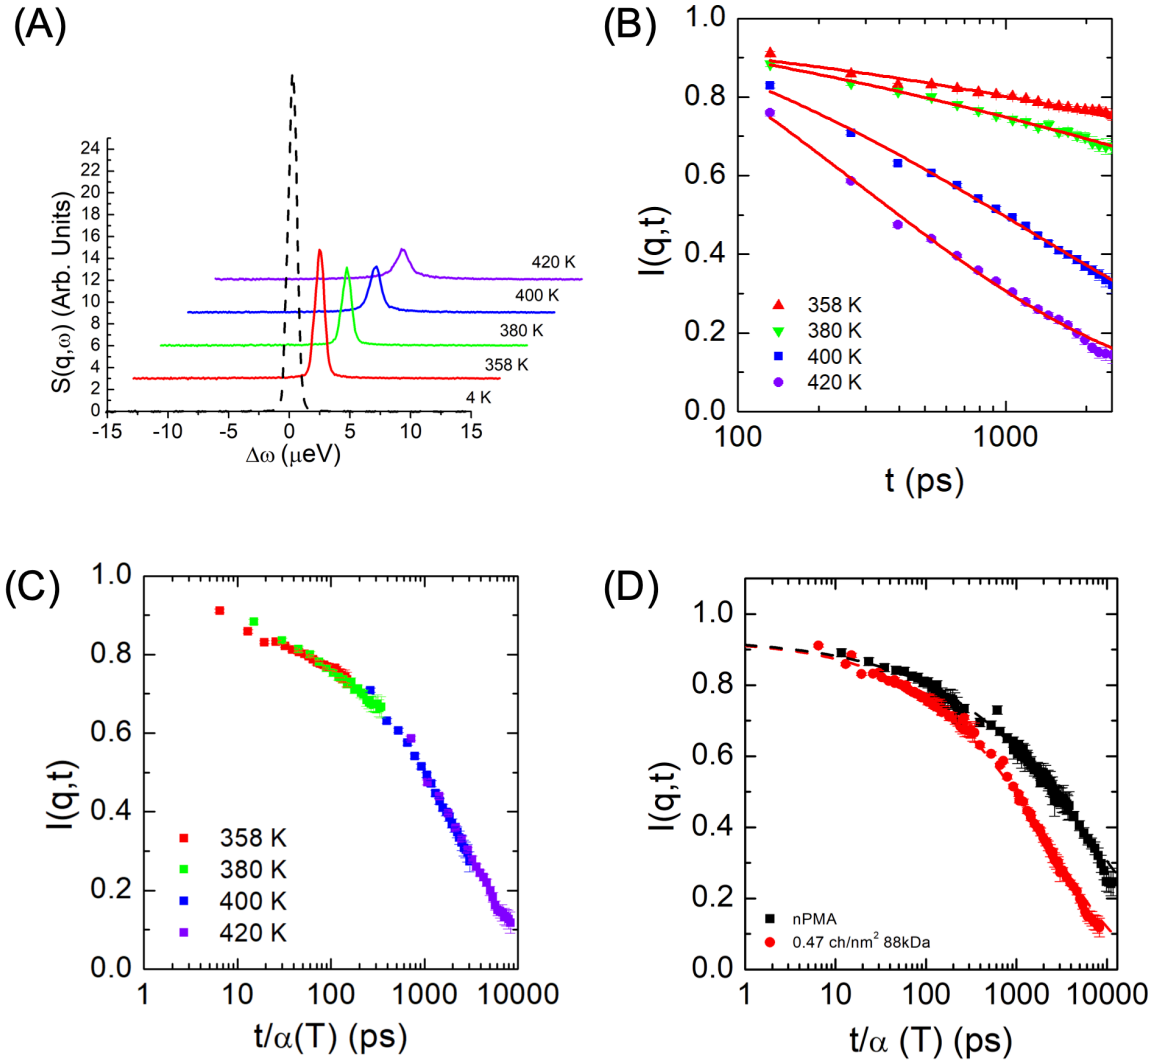 (A)
S(q,ω) (Arb. Units)
24
22
20
18
16
14
12
10
8
6
4
2
0
420 K
400 K
380 K
358 K
4 K
-15 -10 -5 0 5 10 15
Δω (μeV)
(B)
I(q,t)
1.0
0.8
0.6
0.4
0.2
0.0
358 K
380 K
400 K
420 K
100 1000
t (ps)
(C)
I(q,t)
1.0
0.8
0.6
0.4
0.2
0.0
358 K
380 K
400 K
420 K
1 10 100 1000 10000
t/α(T) (ps)
(D)
I(q,t)
1.0
0.8
0.6
0.4
0.2
0.0
nPMA
0.47 ch/nm² 88kDa
1 10 100 1000 10000
t/α (T) (ps)